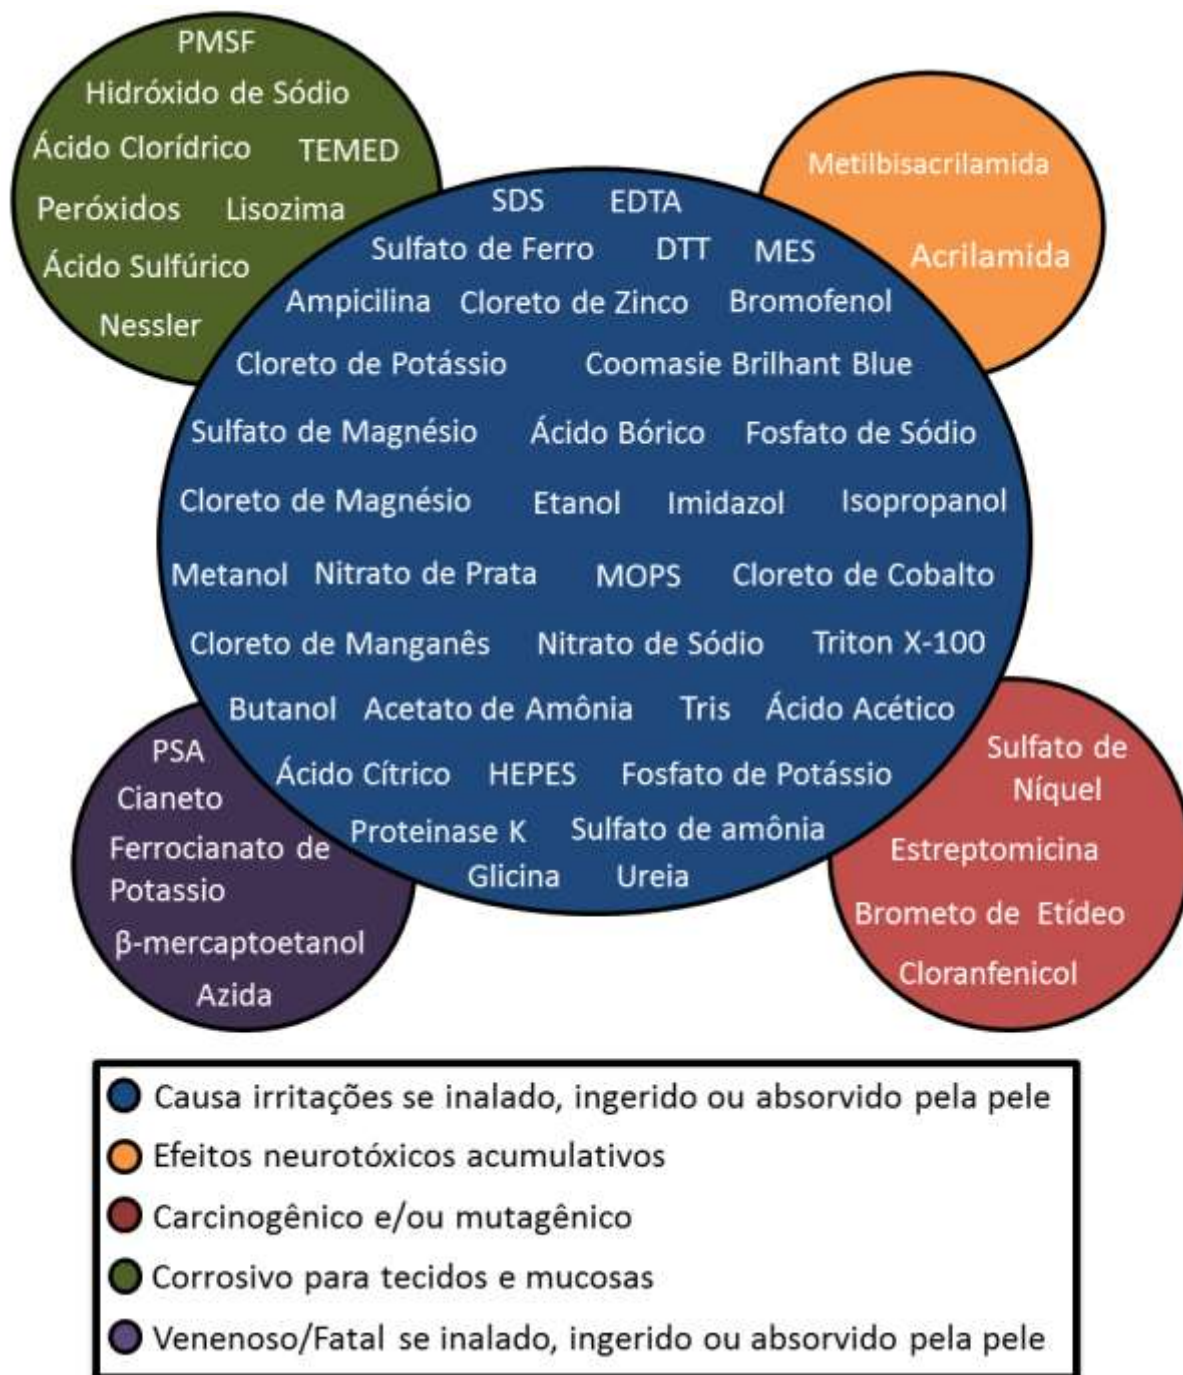 PMSF
Hidróxido de Sódio
Ácido Clorídrico TEMED
Peróxidos Lisozima
Ácido Sulfúrico
Nessler
Metilbisacrilamida
Acrilamida
SDS EDTA
Sulfato de Ferro DTT MES
Ampicilina Cloreto de Zinco Bromofenol
Cloreto de Potássio Coomasie Brilhant Blue
Sulfato de Magnésio Ácido Bórico Fosfato de Sódio
Cloreto de Magnésio Etanol Imidazol Isopropanol
Metanol Nitrato de Prata MOPS Cloreto de Cobalto
Cloreto de Manganês Nitrato de Sódio Triton X-100
Butanol Acetato de Amônia Tris Ácido Acético
Ácido Cítrico HEPES Fosfato de Potássio
Proteinase K Sulfato de amônia
Glicina Ureia
PSA
Cianeto
Ferrocianato de
Potassio
β-mercaptoetanol
Azida
Sulfato de
Níquel
Estreptomicina
Brometo de Etídeo
Cloranfenicol
Causa irritações se inalado, ingerido ou absorvido pela pele
Efeitos neurotóxicos acumulativos
Carcinogênico e/ou mutagênico
Corrosivo para tecidos e mucosas
Venenoso/Fatal se inalado, ingerido ou absorvido pela pele